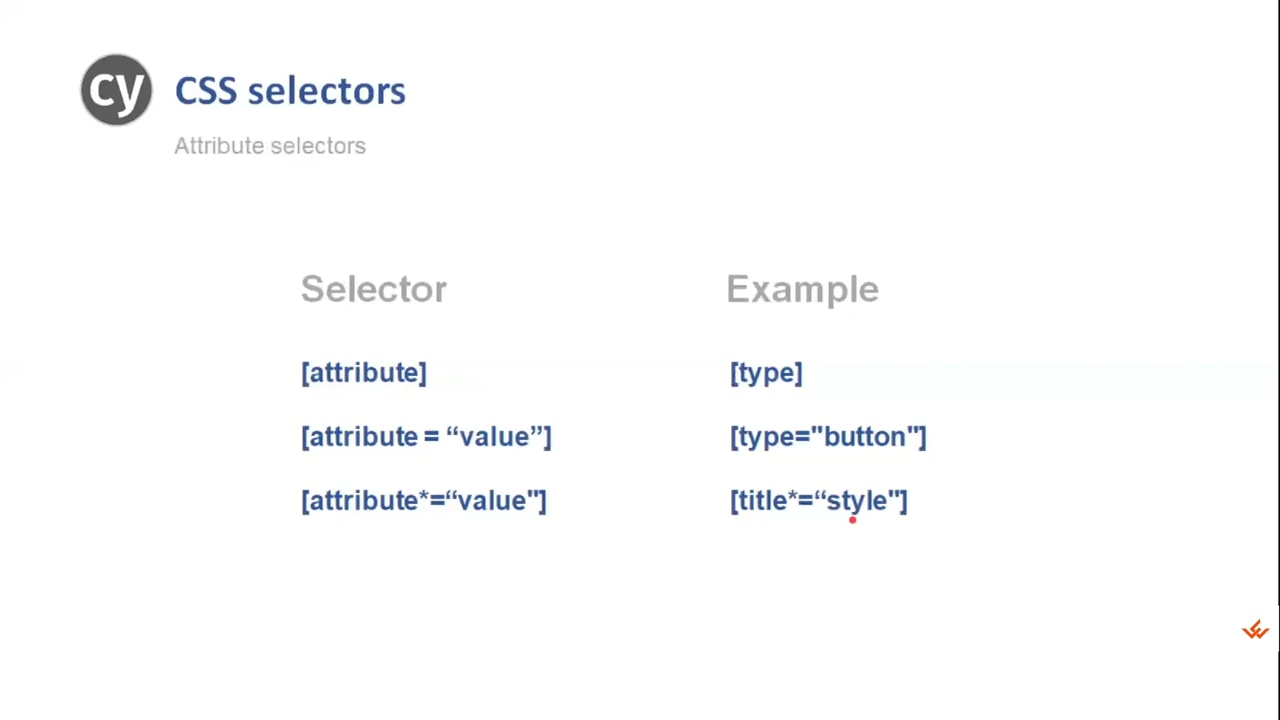 cy
CSS selectors
Attribute selectors
Selector Example
[attribute] [type]
[attribute = “value”] [type="button"]
[attribute*=“value"] [title*=“style"]